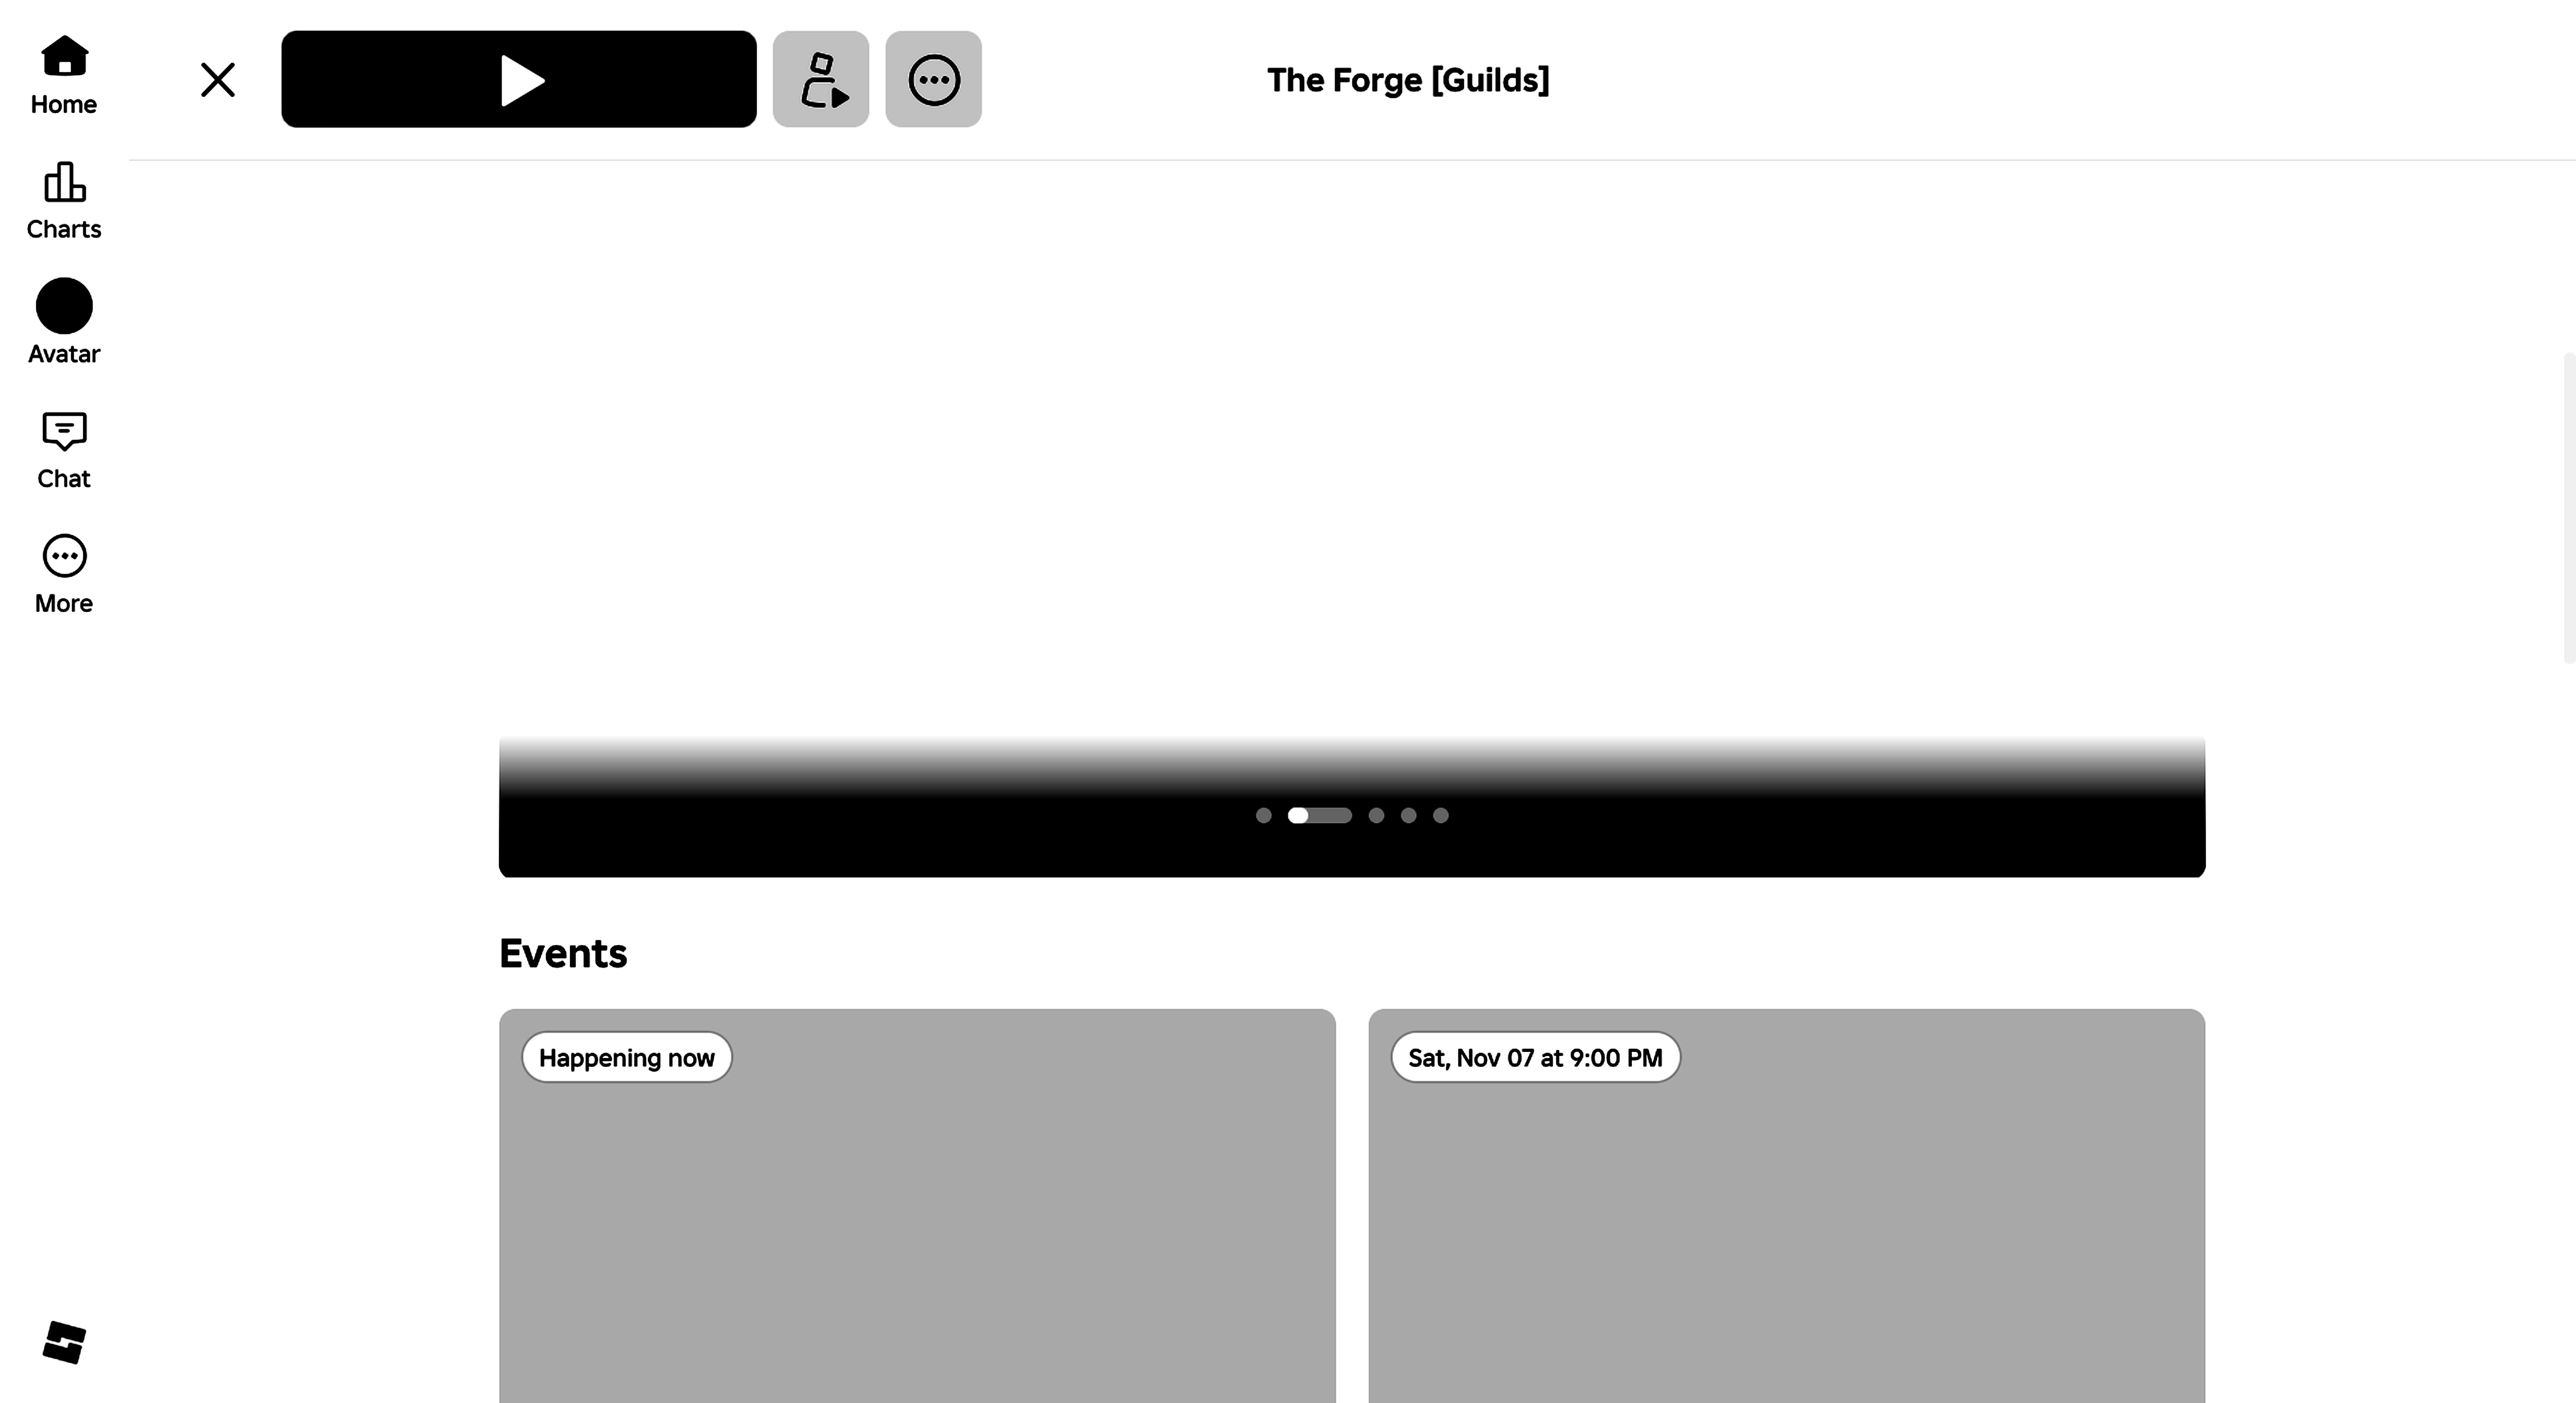 The Forge [Guilds]
Home
Charts
Avatar
Chat
More
Events
Happening now
Sat, Nov 07 at 9:00 PM